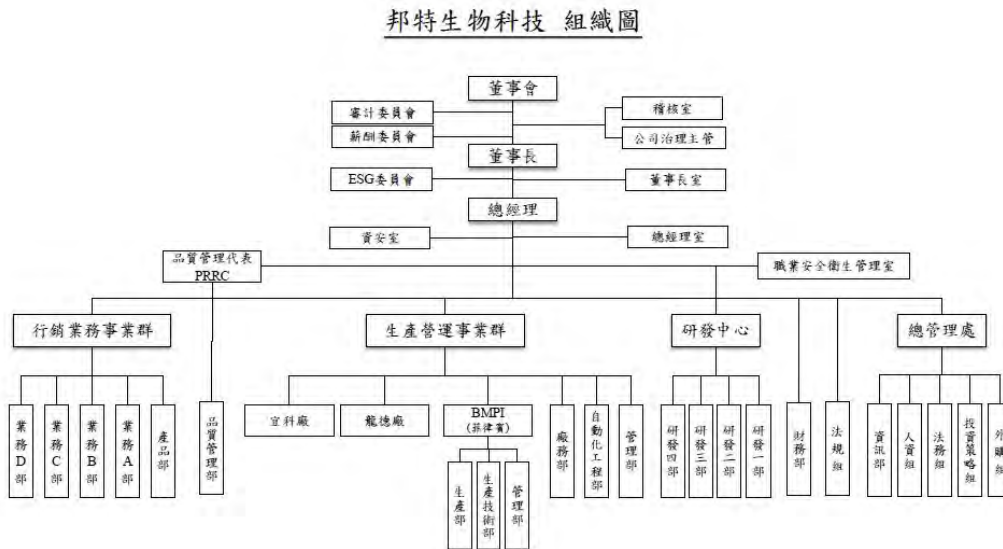 邦特生物科技 組織圖
董事會
審計委員會
稽核室
薪酬委員會
公司治理主管
董事長
ESG委員會
董事長室
總經理
資安室
總經理室
品質管理代表
PRRC
職業安全衛生管理室
行銷業務事業群
生產營運事業群
研發中心
總管理處
業務D部
業務C部
業務B部
業務A部
產品部
品質管理部
宜科廠
龍德廠
BMPI
(菲律賓)
生產部
生產技術部
管理部
廠務部
自動化工程部
管理部
研發四部
研發三部
研發二部
研發一部
財務部
法規組
資訊部
人資組
法務組
投資策略組